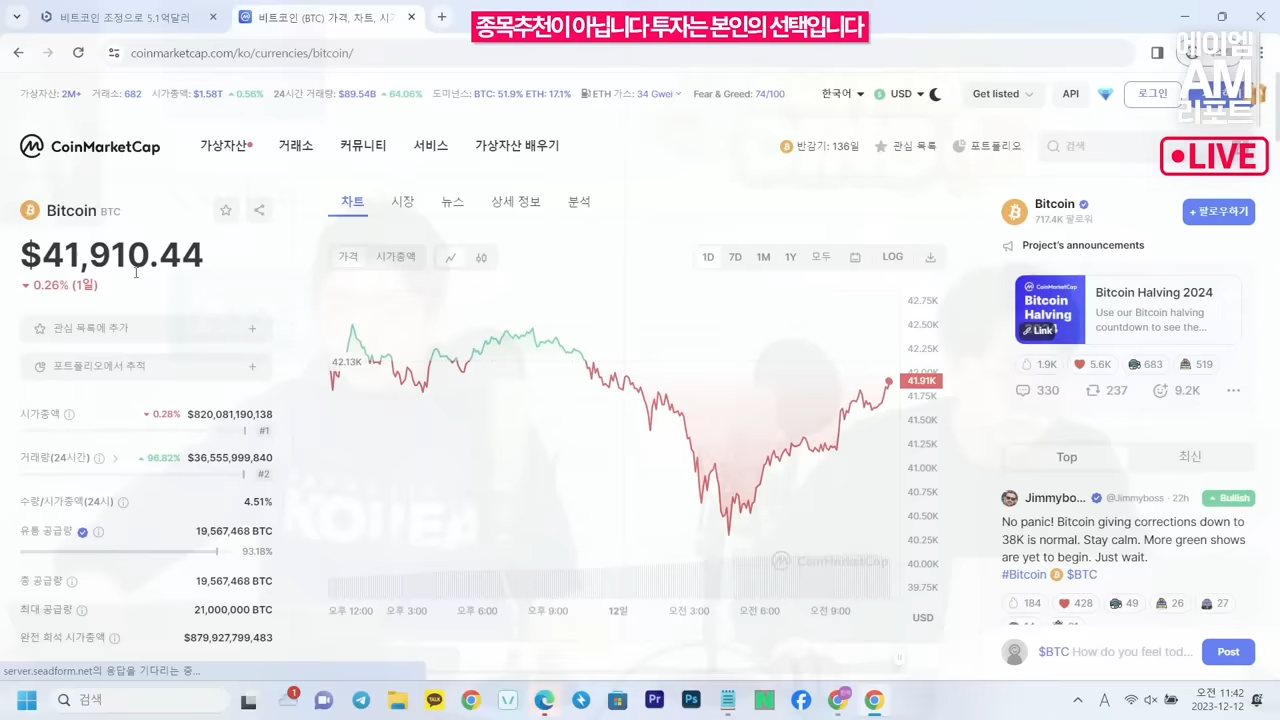 비트코인 조정으로 5.1억달러
비트코인 (BTC) 가격, 차트, 시
종목추천이 아닙니다 투자는 본인의 선택입니다
coinmarketcap.com/ko/currencies/bitcoin/
에이엠
AM
리포트
LIVE
가상자산: 2M+ 거래소: 682 시가총액: $1.58T 0.56% 24시간 거래량: $89.54B 64.06% 도미넌스: BTC: 51.9% ETH: 17.1% ETH 가스: 34 Gwei Fear & Greed: 74/100
한국어 USD Get listed API 로그인
CoinMarketCap 가상자산 거래소 커뮤니티 서비스 가상자산 배우기
반감기: 136일 관심 목록 포트폴리오 검색
Bitcoin BTC
$41,910.44
0.26% (1일)
관심 목록에 추가 +
포트폴리오에서 추적 +
시가총액 0.28% $820,081,190,138
#1
거래량(24시간) 96.82% $36,555,999,840
#2
수량/시가총액(24시) 4.51%
유통 공급량 19,567,468 BTC
93.18%
총 공급량 19,567,468 BTC
최대 공급량 21,000,000 BTC
완전 희석 시가총액 $879,927,799,483
차트 시장 뉴스 상세 정보 분석
가격 시가총액
1D 7D 1M 1Y 모두 LOG
42.13K
42.75K
42.50K
42.25K
42.00K
41.91K
41.75K
41.50K
41.25K
41.00K
40.75K
40.50K
40.25K
40.00K
39.75K
CoinMarketCap
오후 12:00 오후 3:00 오후 6:00 오후 9:00 12일 오전 3:00 오전 6:00 오전 9:00
USD
Bitcoin
717.4K 팔로워
+ 팔로우하기
Project's announcements
CoinMarketCap
Bitcoin
Halving
Link
Bitcoin Halving 2024
Use our Bitcoin halving
countdown to see the...
1.9K 5.6K 683 519
330 237 9.2K
Top 최신
Jimmybo... @Jimmyboss · 22h Bullish
No panic! Bitcoin giving corrections down to
38K is normal. Stay calm. More green shows
are yet to begin. Just wait.
#Bitcoin $BTC
184 428 49 26 27
$BTC How do you feel tod... Post
server.seadform.net의 응답을 기다리는 중...
검색
1
TALK
Pr
Ps
N
A
오전 11:42
2023-12-12